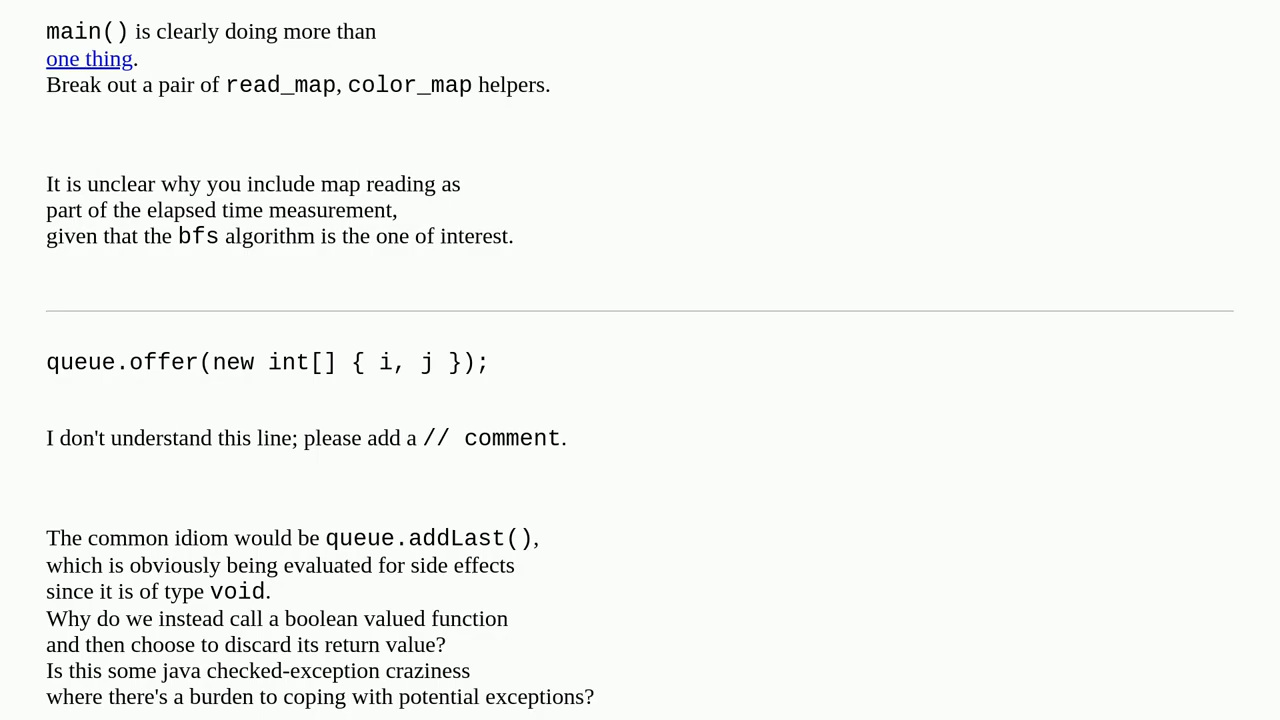 main() is clearly doing more than
one thing.
Break out a pair of read_map, color_map helpers.
It is unclear why you include map reading as
part of the elapsed time measurement,
given that the bfs algorithm is the one of interest.
queue.offer(new int[] { i, j });
I don't understand this line; please add a // comment.
The common idiom would be queue.addLast(),
which is obviously being evaluated for side effects
since it is of type void.
Why do we instead call a boolean valued function
and then choose to discard its return value?
Is this some java checked-exception craziness
where there's a burden to coping with potential exceptions?